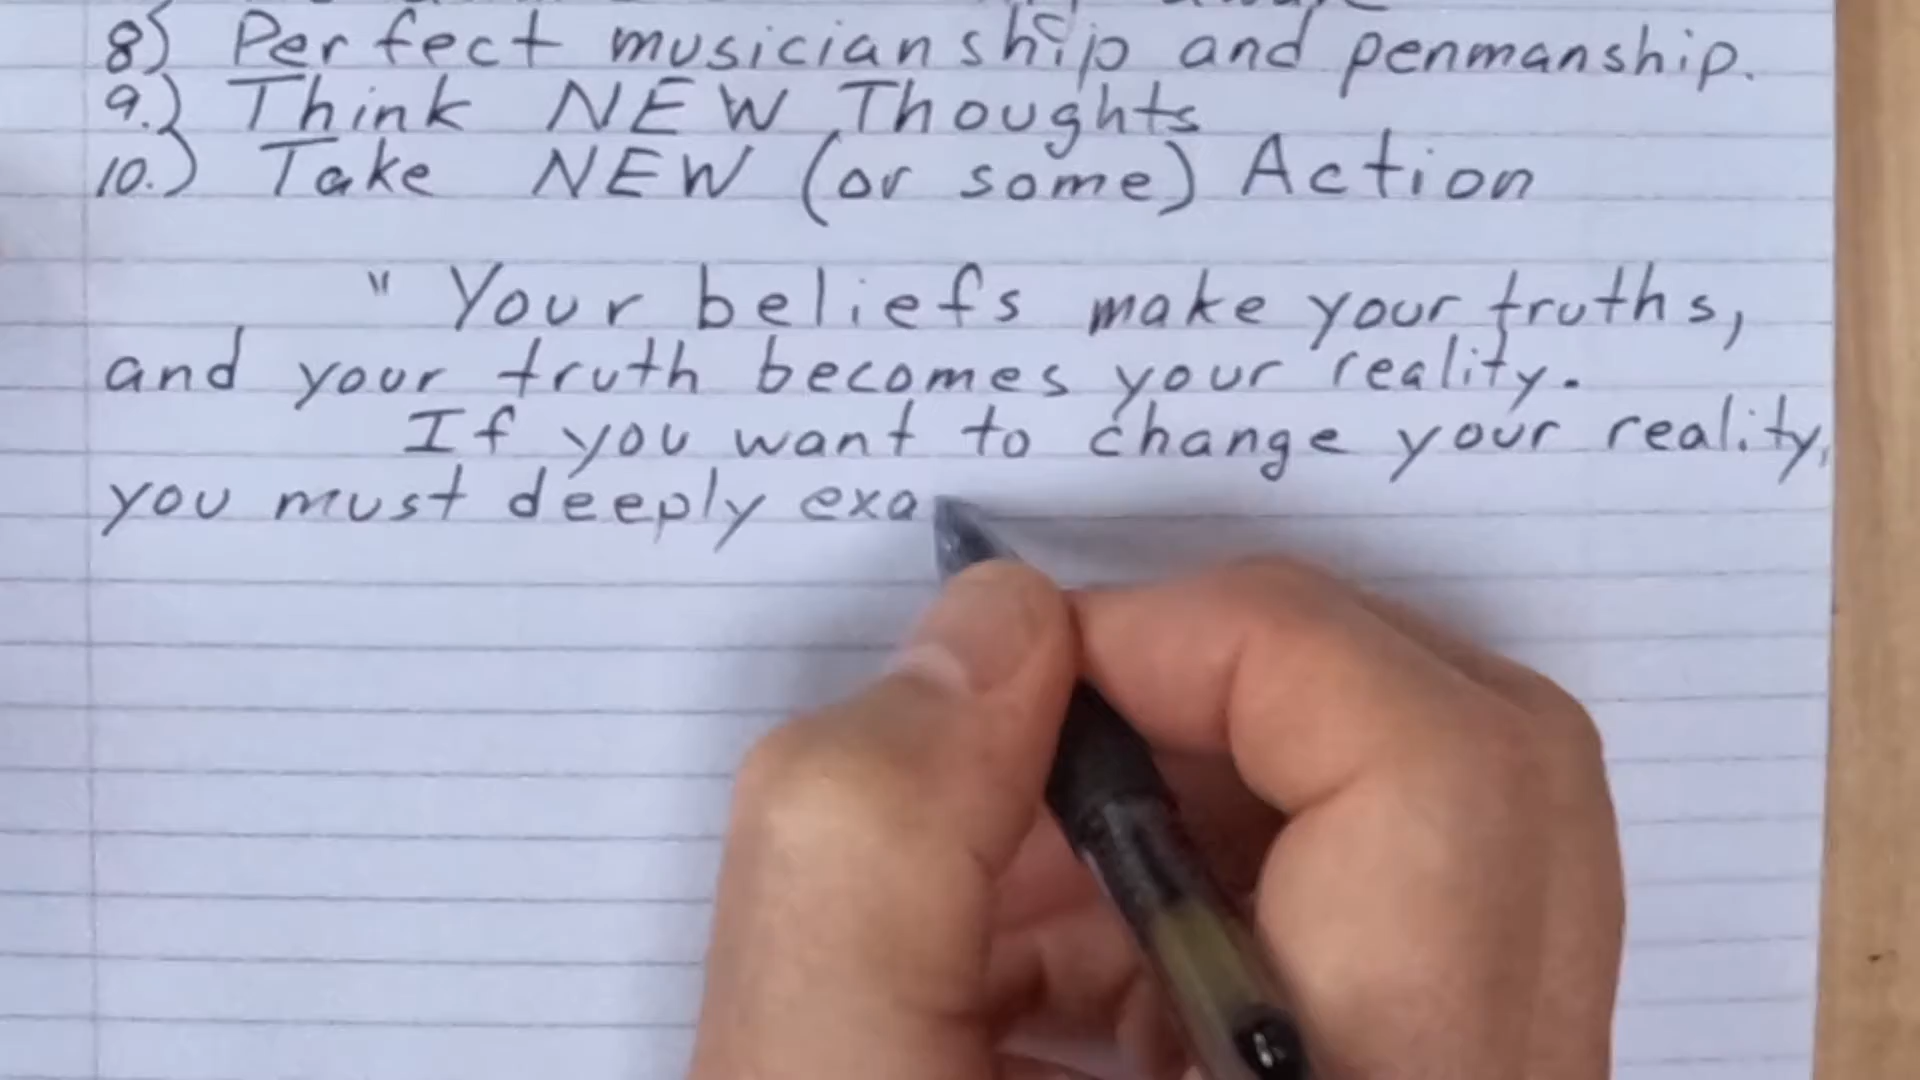 8) Perfect musicianship and penmanship.
9.) Think NEW Thoughts
10.) Take NEW (or some) Action
" Your beliefs make your truths,
and your truth becomes your reality.
If you want to change your reality,
you must deeply exa